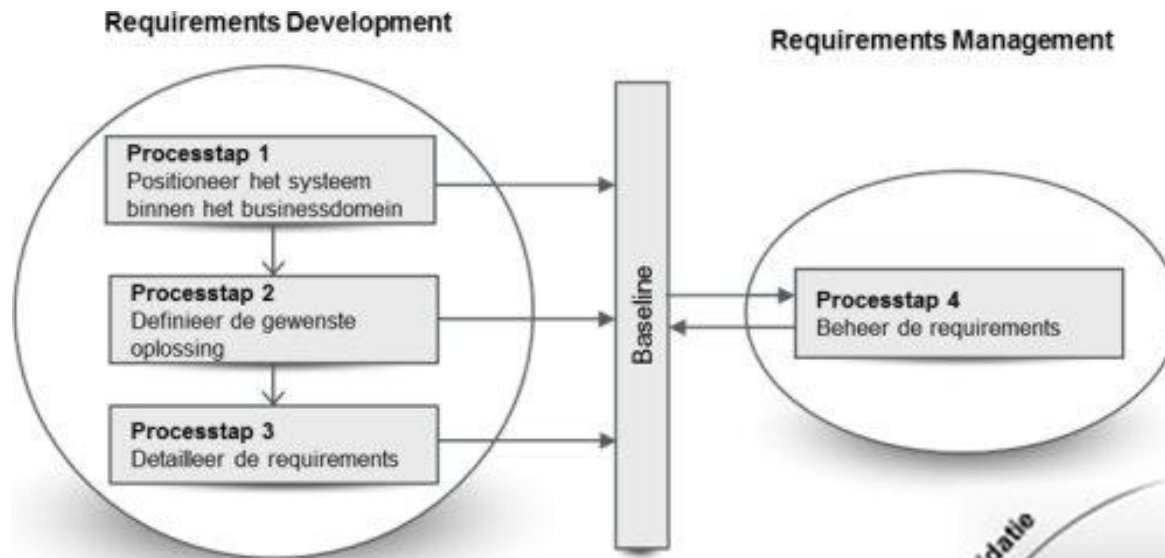 Requirements Development
Requirements Management
Processtap 1
Positioneer het systeem
binnen het businessdomein
Processtap 2
Definieer de gewenste
oplossing
Processtap 3
Detailleer de requirements
Baseline
Processtap 4
Beheer de requirements